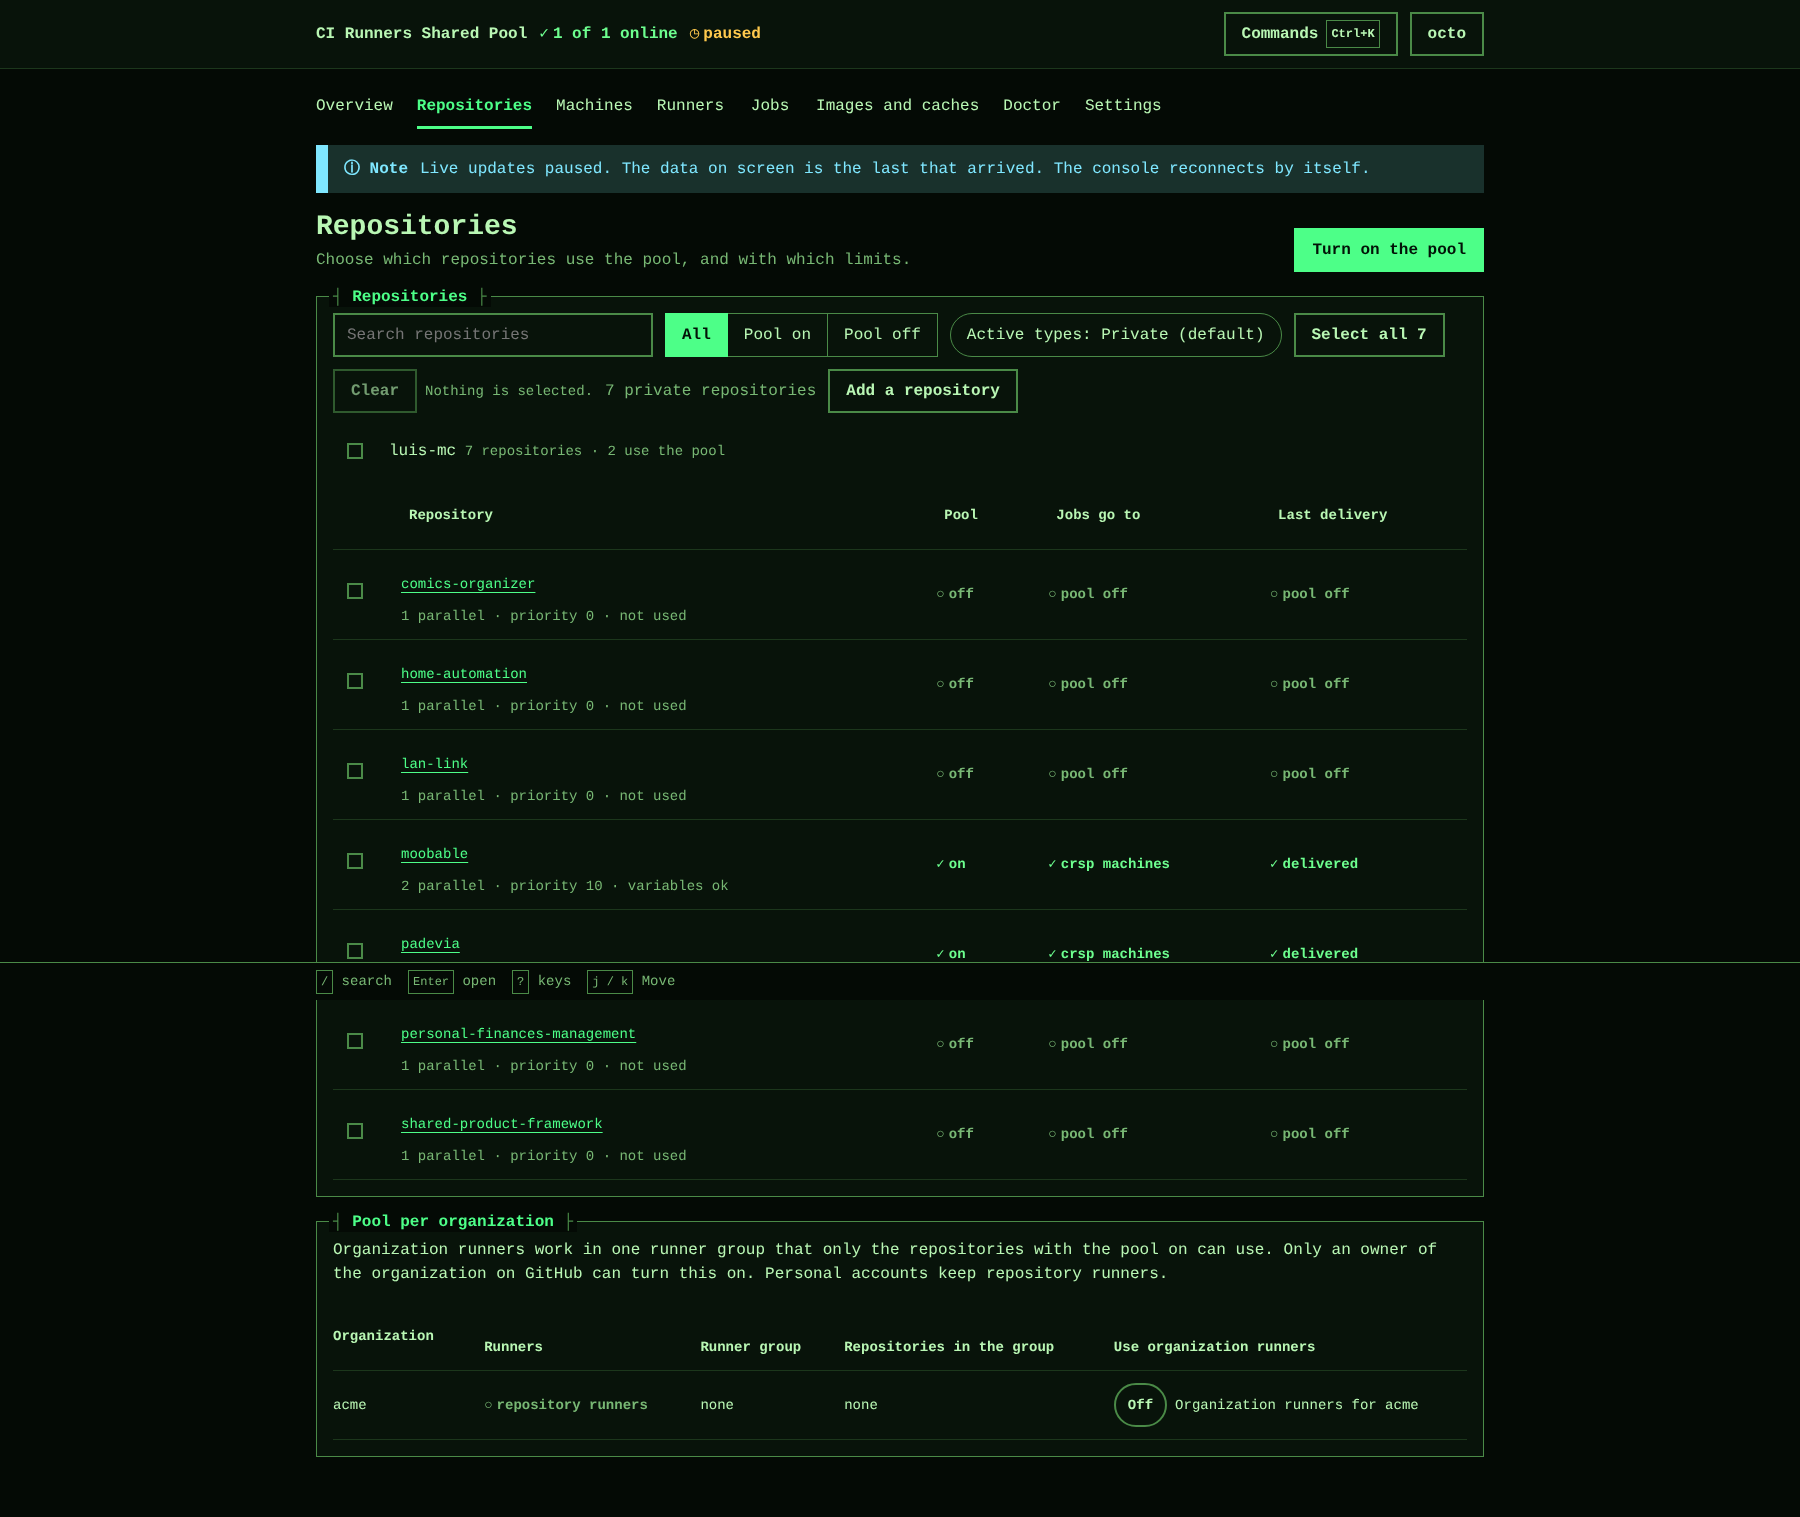 CI Runners Shared Pool ✓ 1 of 1 online ◷ paused Commands Ctrl+K octo
Overview Repositories Machines Runners Jobs Images and caches Doctor Settings
ⓘ Note Live updates paused. The data on screen is the last that arrived. The console reconnects by itself.
Repositories
Choose which repositories use the pool, and with which limits.
Turn on the pool
┤ Repositories ├
Search repositories All Pool on Pool off Active types: Private (default) Select all 7
Clear Nothing is selected. 7 private repositories Add a repository
luis-mc 7 repositories · 2 use the pool
Repository Pool Jobs go to Last delivery
comics-organizer
○ off ○ pool off ○ pool off
1 parallel · priority 0 · not used
home-automation
○ off ○ pool off ○ pool off
1 parallel · priority 0 · not used
lan-link
○ off ○ pool off ○ pool off
1 parallel · priority 0 · not used
moobable
✓ on ✓ crsp machines ✓ delivered
2 parallel · priority 10 · variables ok
padevia
✓ on ✓ crsp machines ✓ delivered
/ search Enter open ? keys j / k Move
personal-finances-management
○ off ○ pool off ○ pool off
1 parallel · priority 0 · not used
shared-product-framework
○ off ○ pool off ○ pool off
1 parallel · priority 0 · not used
┤ Pool per organization ├
Organization runners work in one runner group that only the repositories with the pool on can use. Only an owner of
the organization on GitHub can turn this on. Personal accounts keep repository runners.
Organization Runners Runner group Repositories in the group Use organization runners
acme ○ repository runners none none Off Organization runners for acme